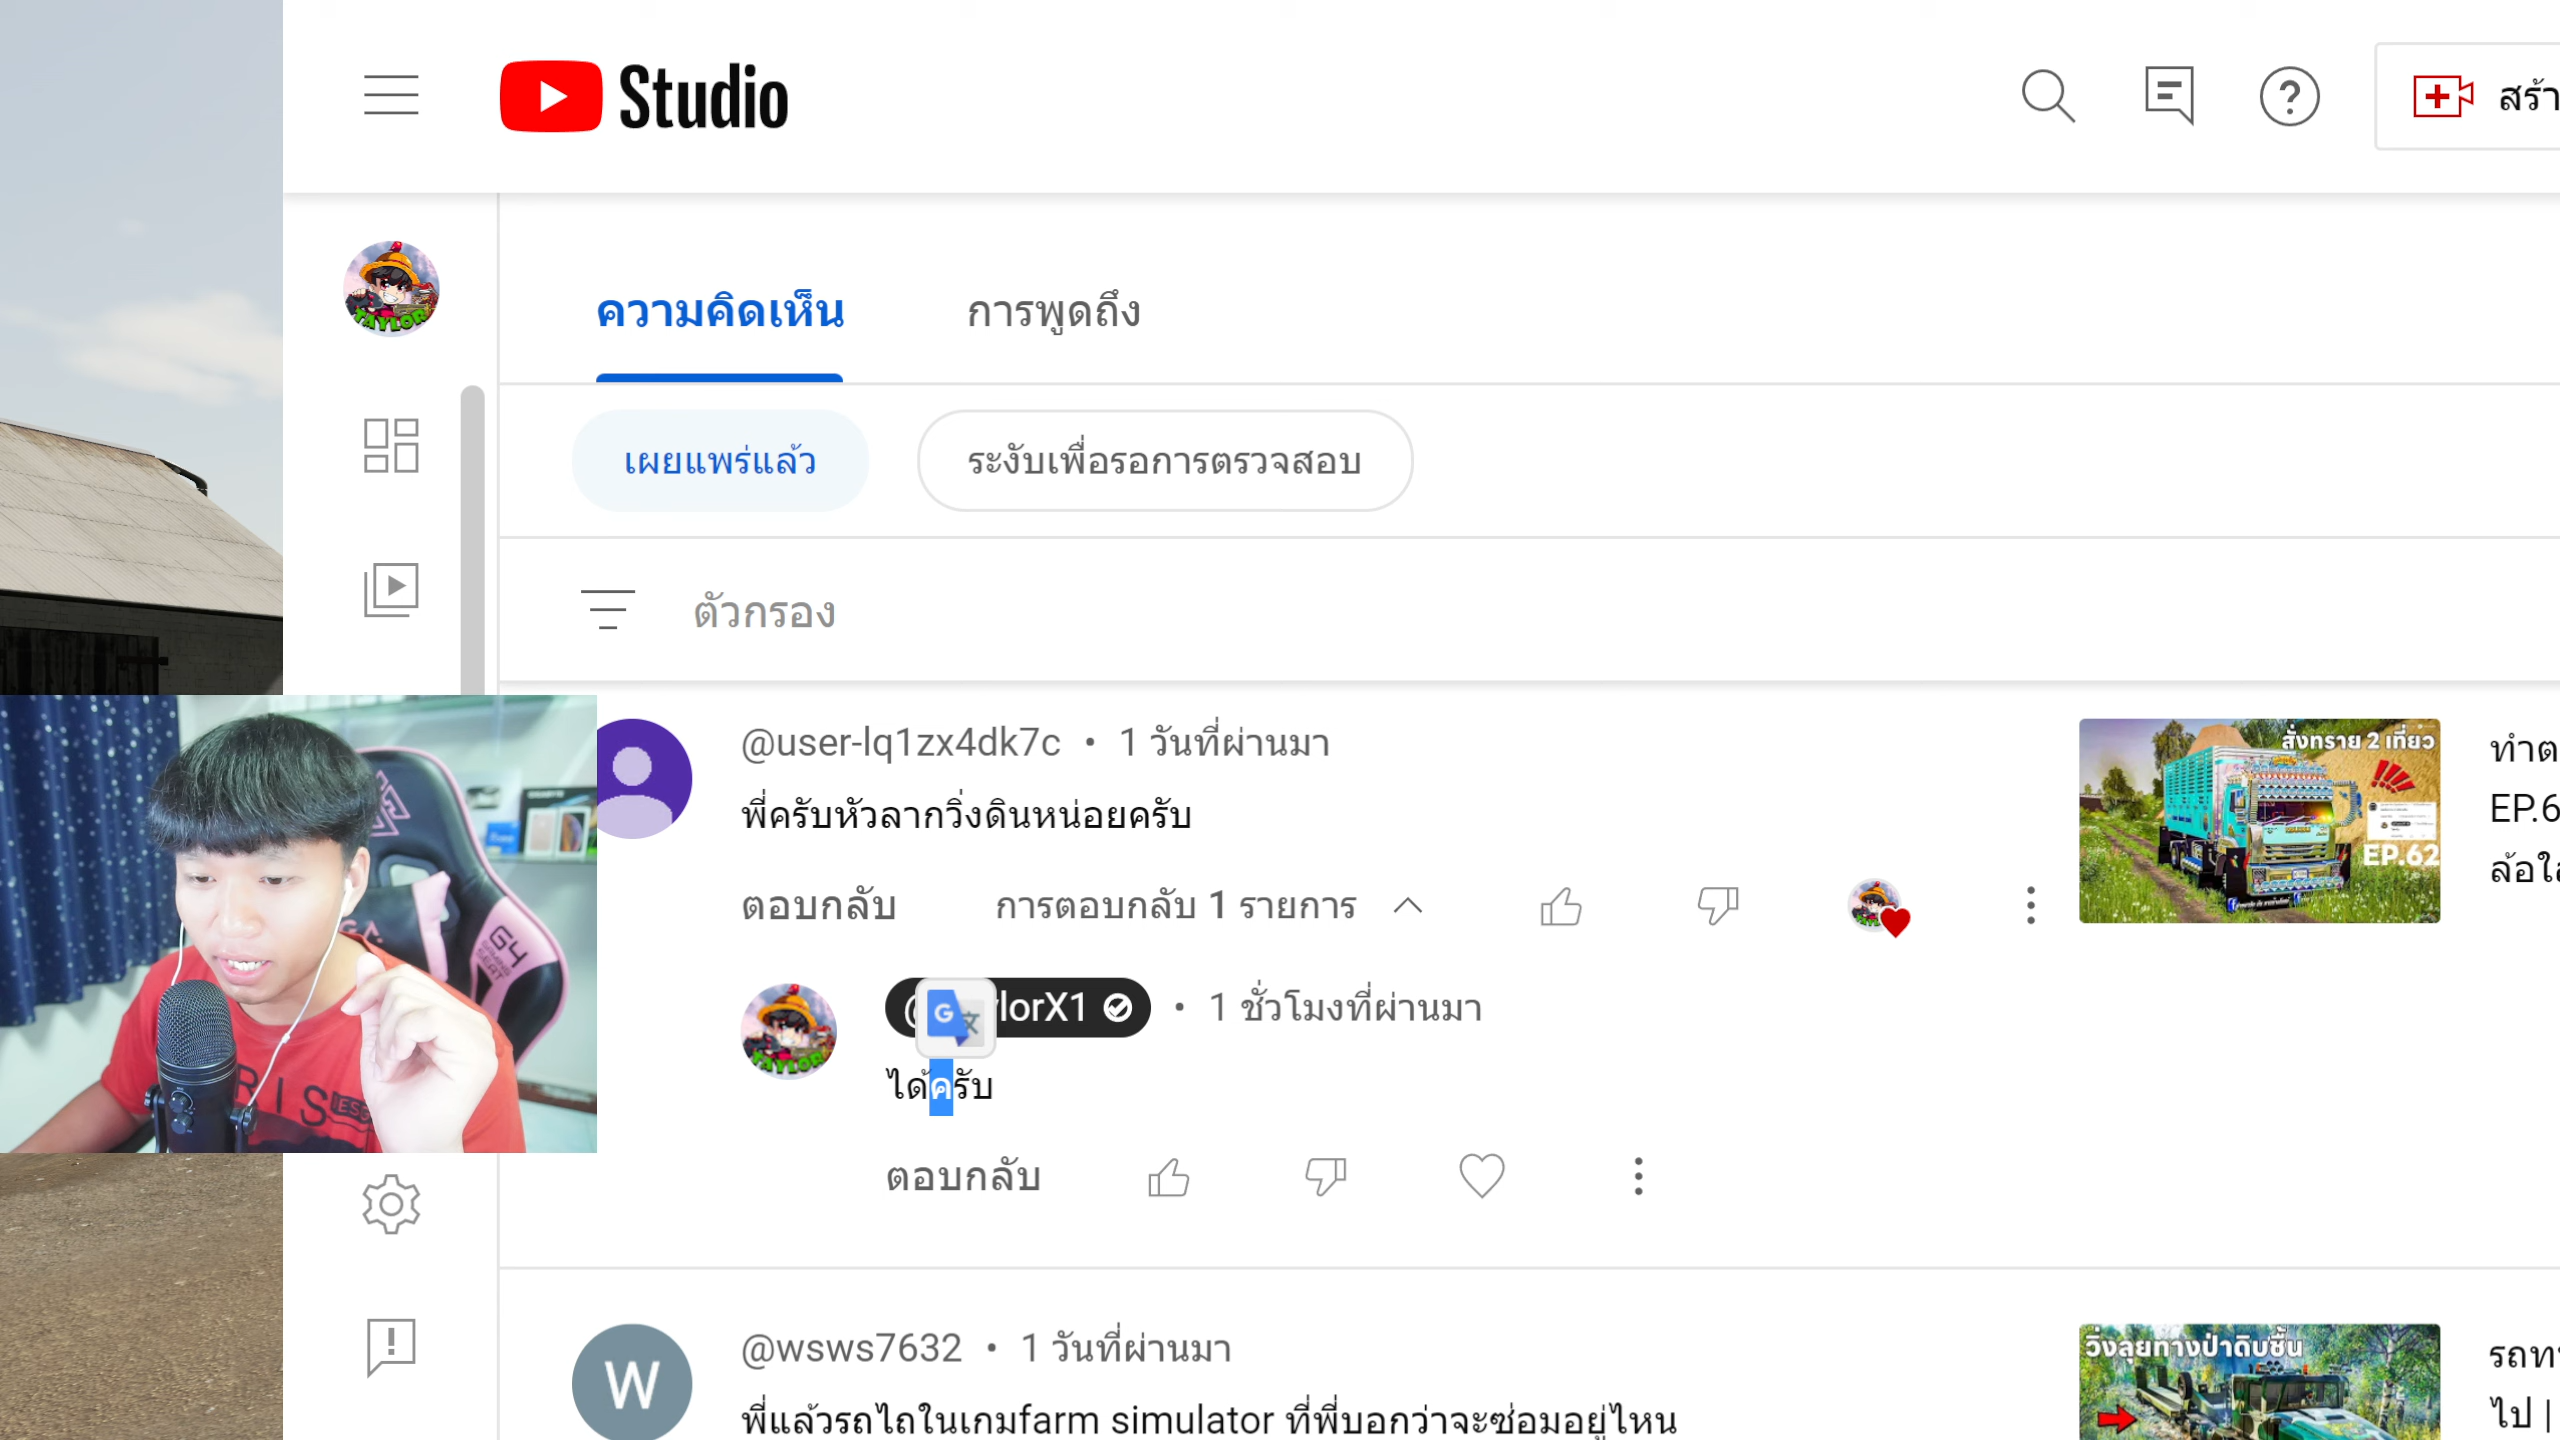 Studio
สร้า
ความคิดเห็น
การพูดถึง
เผยแพร่แล้ว
ระงับเพื่อรอการตรวจสอบ
ตัวกรอง
@user-lq1zx4dk7c • 1 วันที่ผ่านมา
พี่ครับหัวลากวิ่งดินหน่อยครับ
ตอบกลับ
การตอบกลับ 1 รายการ
สั่งทราย 2 เที่ยว
EP.62
ทำต
EP.6
ล้อใ
lorX1 • 1 ชั่วโมงที่ผ่านมา
ได้ครับ
ตอบกลับ
TAYLOR
G4
GAMING
SEAT
RIS
@wsws7632 • 1 วันที่ผ่านมา
W
พี่แล้วรถไถในเกมfarm simulator ที่พี่บอกว่าจะซ่อมอยู่ไหน
วิ่งลุยทางป่าดิบชื้น
รถท
ไป |